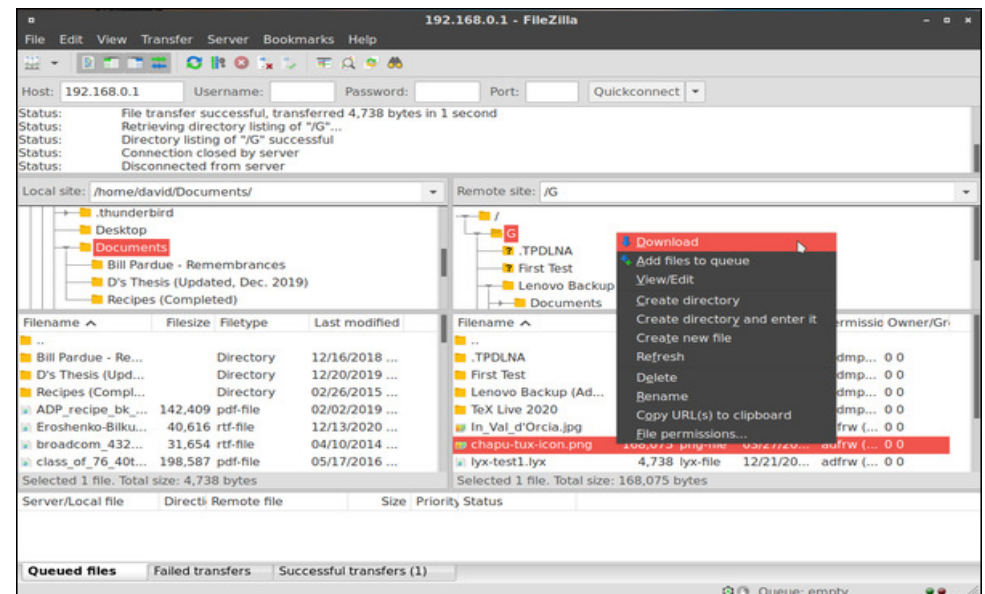 192.168.0.1 - FileZilla
File Edit View Transfer Server Bookmarks Help
Host: 192.168.0.1 Username: Password: Port: Quickconnect
Status: File transfer successful, transferred 4,738 bytes in 1 second
Status: Retrieving directory listing of "/G"...
Status: Directory listing of "/G" successful
Status: Connection closed by server
Status: Disconnected from server
Local site: /home/david/Documents/
.thunderbird
Desktop
Documents
Bill Pardue - Remembrances
D's Thesis (Updated, Dec. 2019)
Recipes (Completed)
Filename Filesize Filetype Last modified
..
Bill Pardue - Re... Directory 12/16/2018 ...
D's Thesis (Upd... Directory 12/20/2019 ...
Recipes (Compl... Directory 02/26/2015 ...
ADP_recipe_bk_... 142,409 pdf-file 02/02/2019 ...
Eroshenko-Bilku... 40,616 rtf-file 12/13/2020 ...
broadcom_432... 31,654 rtf-file 04/10/2014 ...
class_of_76_40t... 198,587 pdf-file 05/17/2016 ...
Selected 1 file. Total size: 4,738 bytes
Remote site: /G
/
G
.TPDLNA
First Test
Lenovo Backup
Documents
Filename ermissic Owner/Gr
..
.TPDLNA dmp... 0 0
First Test dmp... 0 0
Lenovo Backup (Ad... dmp... 0 0
TeX Live 2020 dmp... 0 0
In_Val_d'Orcia.jpg dfrw (... 0 0
chapu-tux-icon.png 168,075 png-file 03/27/20... adfrw (... 0 0
lyx-test1.lyx 4,738 lyx-file 12/21/20... adfrw (... 0 0
Selected 1 file. Total size: 168,075 bytes
Download
Add files to queue
View/Edit
Create directory
Create directory and enter it
Create new file
Refresh
Delete
Rename
Copy URL(s) to clipboard
File permissions...
Server/Local file Directi Remote file Size Priority Status
Queued files Failed transfers Successful transfers (1)
Queue: empty